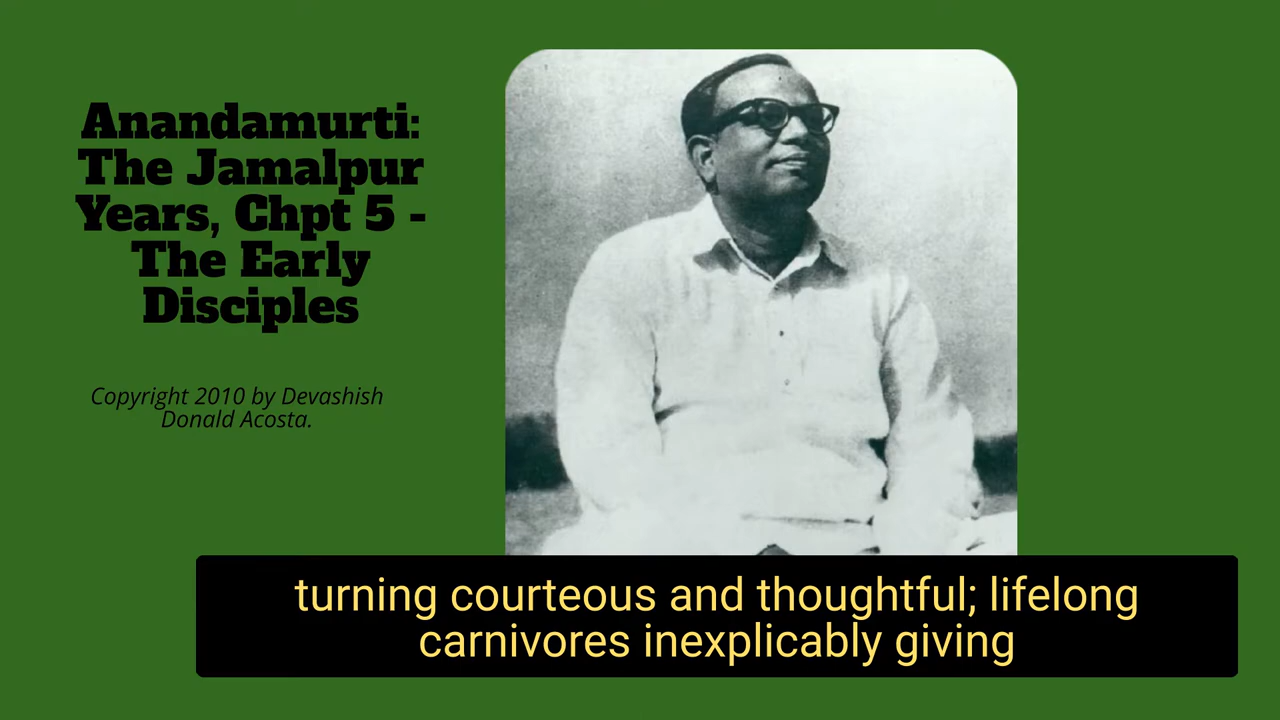 Anandamurti:
The Jamalpur
Years, Chpt 5 -
The Early
Disciples
Copyright 2010 by Devashish
Donald Acosta.
turning courteous and thoughtful; lifelong
carnivores inexplicably giving